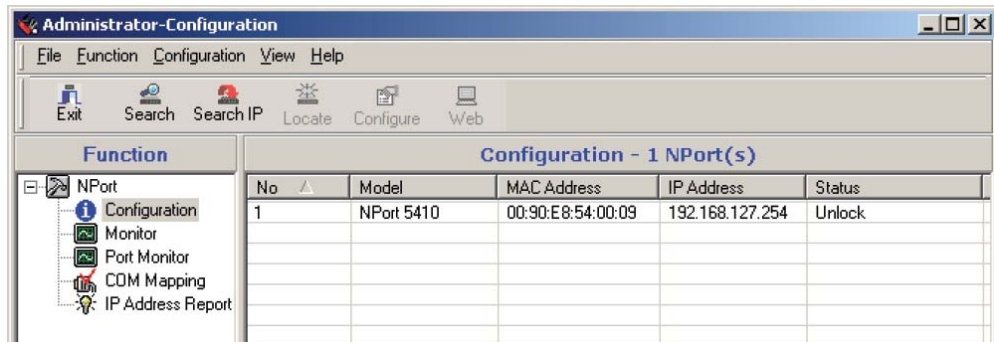 Administrator-Configuration
File Function Configuration View Help
Exit Search Search IP Locate Configure Web
Function
NPort
Configuration
Monitor
Port Monitor
COM Mapping
IP Address Report
Configuration - 1 NPort(s)
No Model MAC Address IP Address Status
1 NPort 5410 00:90:E8:54:00:09 192.168.127.254 Unlock